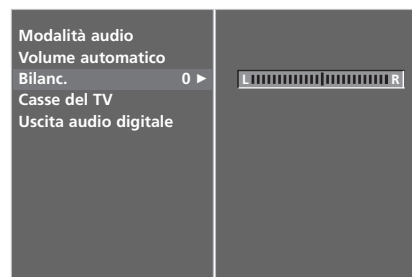 Modalità audio
Volume automatico
Bilanc. 0 ►
Casse del TV
Uscita audio digitale
L R